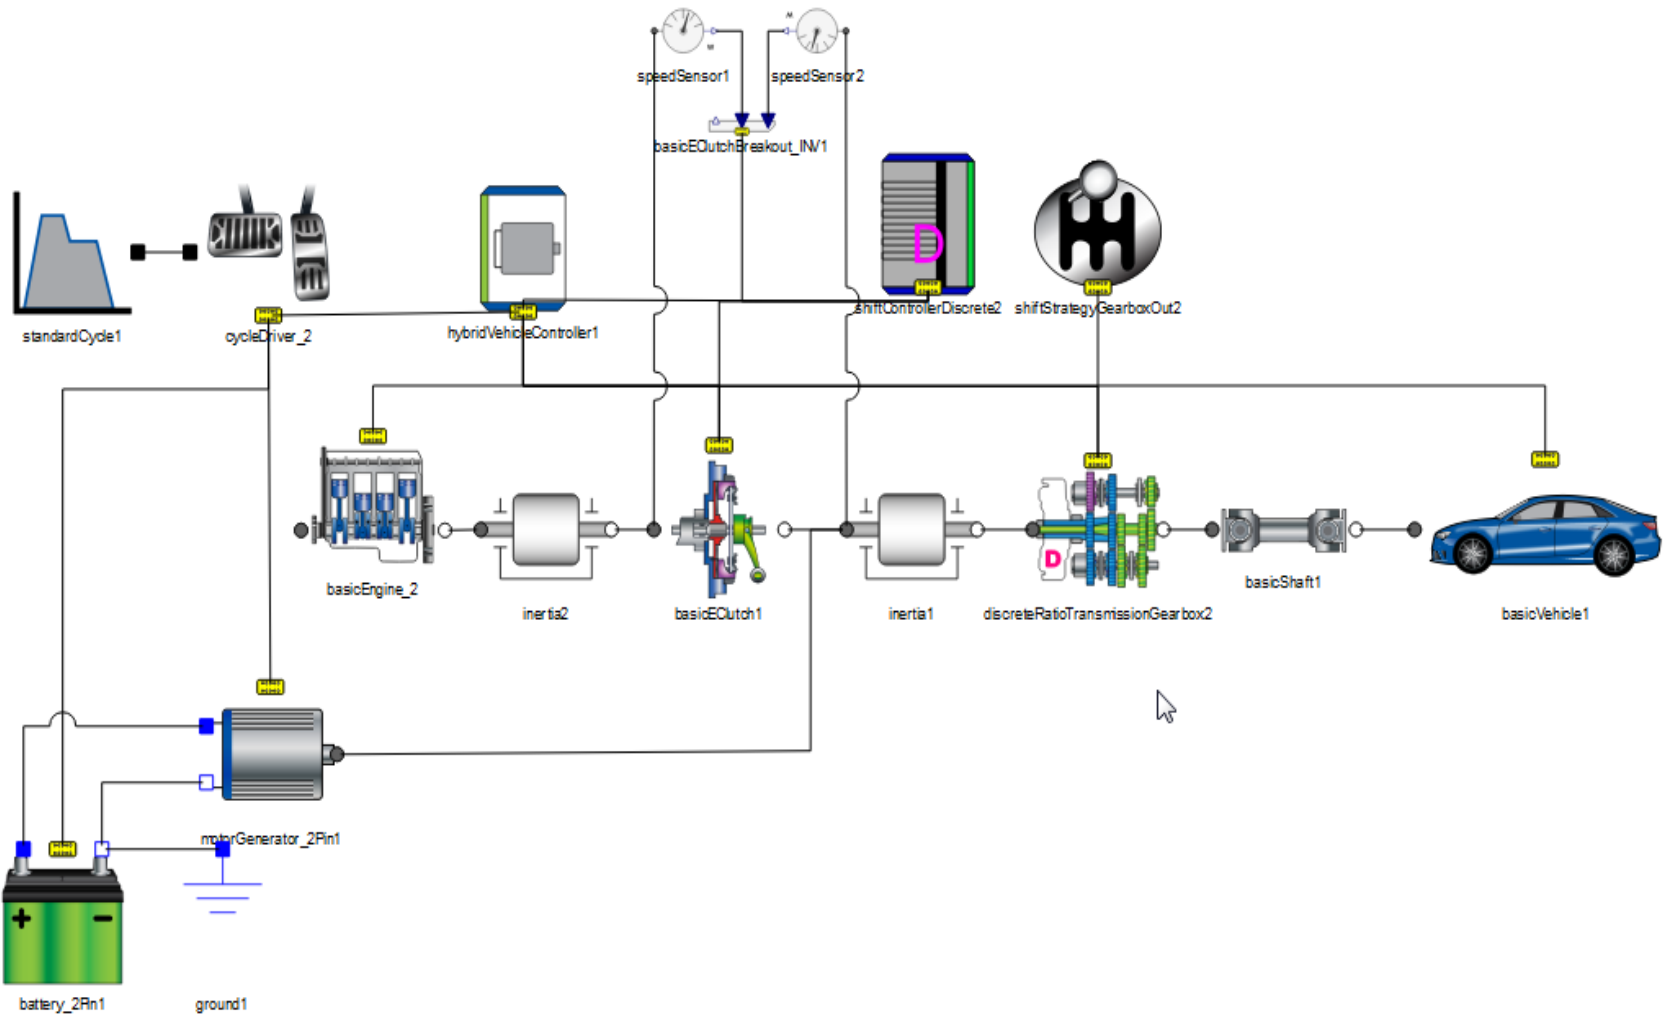 speedSensor1
speedSensor2
basicEClutchBreakout_INV1
D
standardCycle1
cycleDriver_2
hybridVehicleController1
shiftControllerDiscrete2
shiftStrategyGearboxOut2
D
basicEngine_2
inertia2
basicEClutch1
inertia1
discreteRatioTransmissionGearbox2
basicShaft1
basicVehicle1
motorGenerator_2Pin1
+
−
battery_2Pin1
ground1